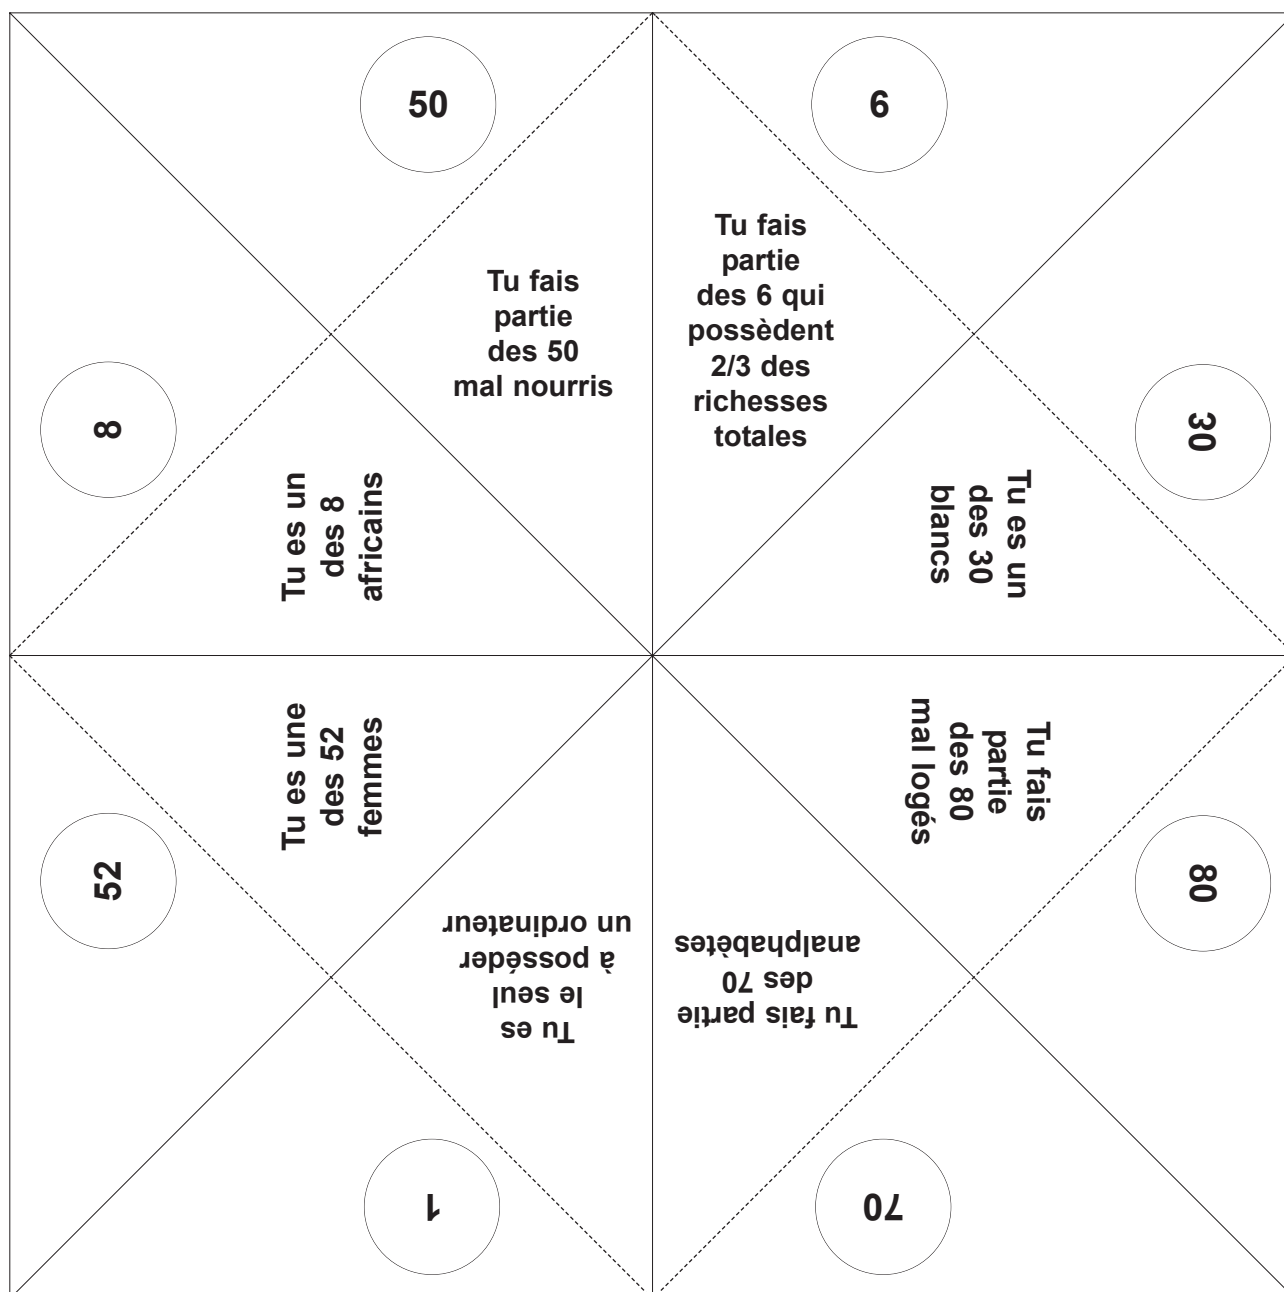 50
6
Tu fais
partie
des 50
mal nourris
Tu fais
partie
des 6 qui
possèdent
2/3 des
richesses
totales
8
Tu es un
des 8
africains
30
Tu es un
des 30
blancs
52
Tu es une
des 52
femmes
80
Tu fais
partie
des 80
mal logés
1
Tu es
le seul
à posséder
un ordinateur
70
Tu fais partie
des 70
analphabètes